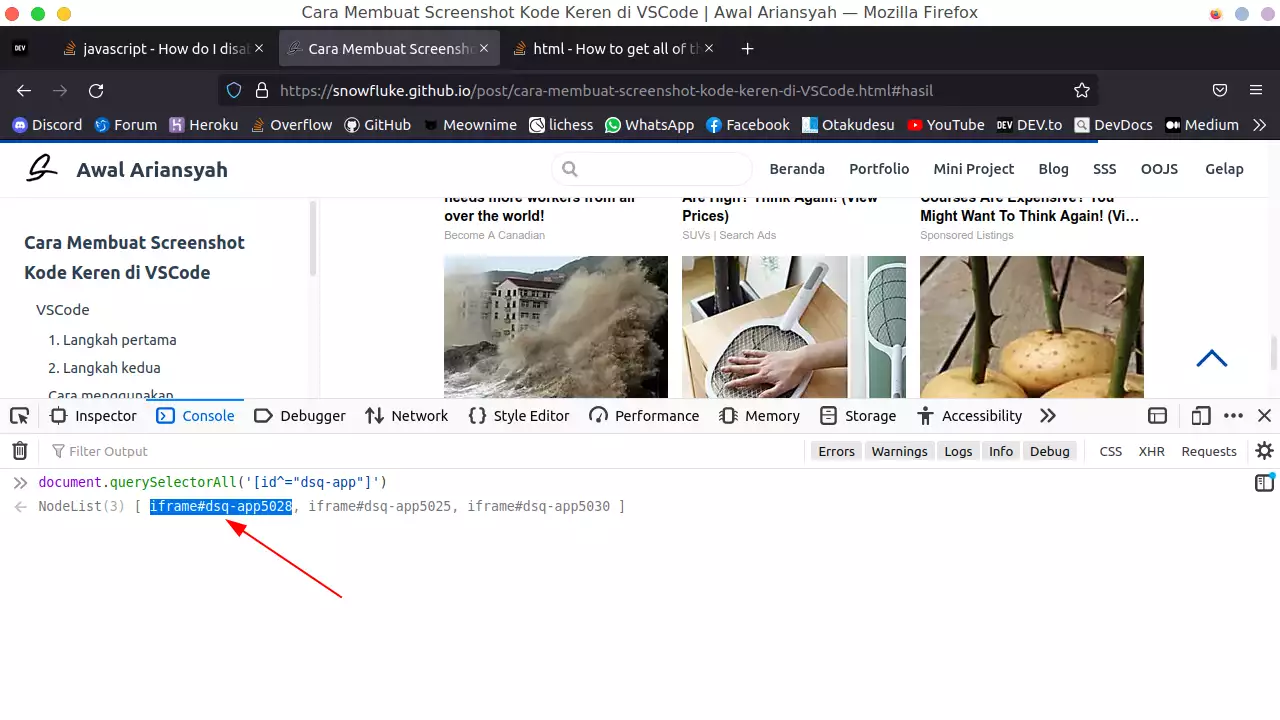 Cara Membuat Screenshot Kode Keren di VSCode | Awal Ariansyah — Mozilla Firefox
DEV
javascript - How do I disal
Cara Membuat Screensho
html - How to get all of t
https://snowfluke.github.io/post/cara-membuat-screenshot-kode-keren-di-VSCode.html#hasil
Discord Forum Heroku Overflow GitHub Meownime lichess WhatsApp Facebook Otakudesu YouTube DEV DEV.to DevDocs Medium
Awal Ariansyah
Beranda Portfolio Mini Project Blog SSS OOJS Gelap
Cara Membuat Screenshot
Kode Keren di VSCode
VSCode
1. Langkah pertama
2. Langkah kedua
Cara menggunakan
needs more workers from all
over the world!
Become A Canadian
Are High? Think Again! (View
Prices)
SUVs | Search Ads
Courses Are Expensive? You
Might Want To Think Again! (Vi...
Sponsored Listings
Inspector Console Debugger Network Style Editor Performance Memory Storage Accessibility
Filter Output
Errors Warnings Logs Info Debug CSS XHR Requests
document.querySelectorAll('[id^="dsq-app"]')
NodeList(3) [ iframe#dsq-app5028, iframe#dsq-app5025, iframe#dsq-app5030 ]